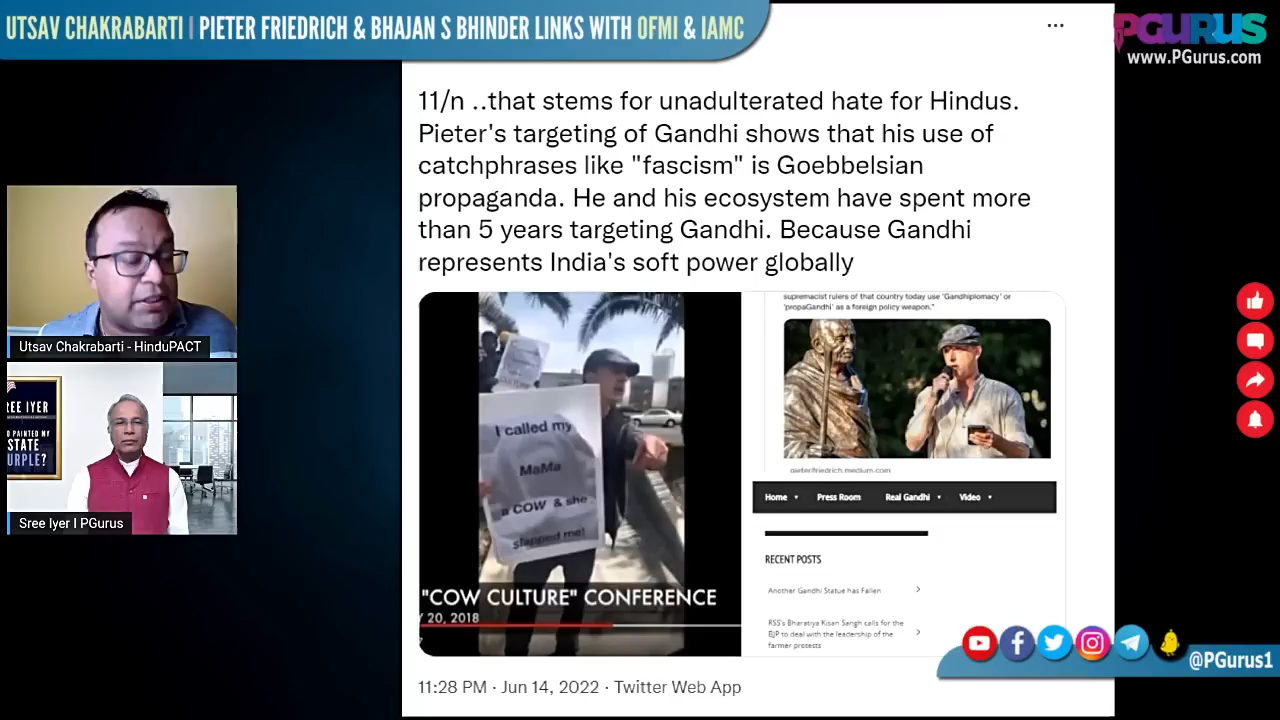 UTSAV CHAKRABARTI | PIETER FRIEDRICH & BHAJAN S BHINDER LINKS WITH OFMI & IAMC
PGURUS
www.PGurus.com
11/n ..that stems for unadulterated hate for Hindus.
Pieter's targeting of Gandhi shows that his use of
catchphrases like "fascism" is Goebbelsian
propaganda. He and his ecosystem have spent more
than 5 years targeting Gandhi. Because Gandhi
represents India's soft power globally
Utsav Chakrabarti - HinduPACT
REE IYER
O PAINTED MY
STATE
URPLE?
Sree Iyer I PGurus
I called my
MaMa
a COW & she
slapped me!
"COW CULTURE" CONFERENCE
20, 2018
supremacist rulers of that country today use 'Gandhiplomacy' or
'propaGandhi' as a foreign policy weapon."
pieterfriedrich.medium.com
Home
Press Room
Real Gandhi
Video
RECENT POSTS
Another Gandhi Statue has Fallen
RSS's Bharatiya Kisan Sangh calls for the
BJP to deal with the leadership of the
farmer protests
11:28 PM · Jun 14, 2022 · Twitter Web App
@PGurus1